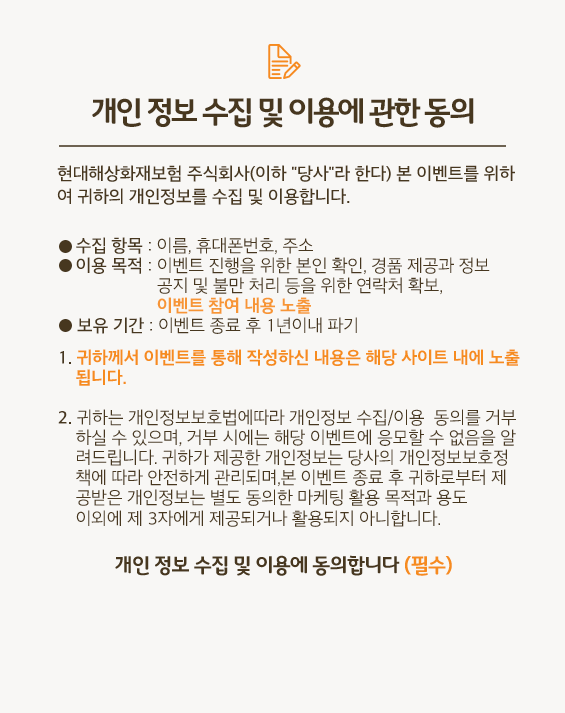 개인 정보 수집 및 이용에 관한 동의
현대해상화재보험 주식회사(이하 "당사"라 한다) 본 이벤트를 위하
여 귀하의 개인정보를 수집 및 이용합니다.
● 수집 항목 : 이름, 휴대폰번호, 주소
● 이용 목적 : 이벤트 진행을 위한 본인 확인, 경품 제공과 정보
공지 및 불만 처리 등을 위한 연락처 확보,
이벤트 참여 내용 노출
● 보유 기간 : 이벤트 종료 후 1년이내 파기
1. 귀하께서 이벤트를 통해 작성하신 내용은 해당 사이트 내에 노출
됩니다.
2. 귀하는 개인정보보호법에따라 개인정보 수집/이용  동의를 거부
하실 수 있으며, 거부 시에는 해당 이벤트에 응모할 수 없음을 알
려드립니다. 귀하가 제공한 개인정보는 당사의 개인정보보호정
책에 따라 안전하게 관리되며,본 이벤트 종료 후 귀하로부터 제
공받은 개인정보는 별도 동의한 마케팅 활용 목적과 용도
이외에 제 3자에게 제공되거나 활용되지 아니합니다.
개인 정보 수집 및 이용에 동의합니다 (필수)